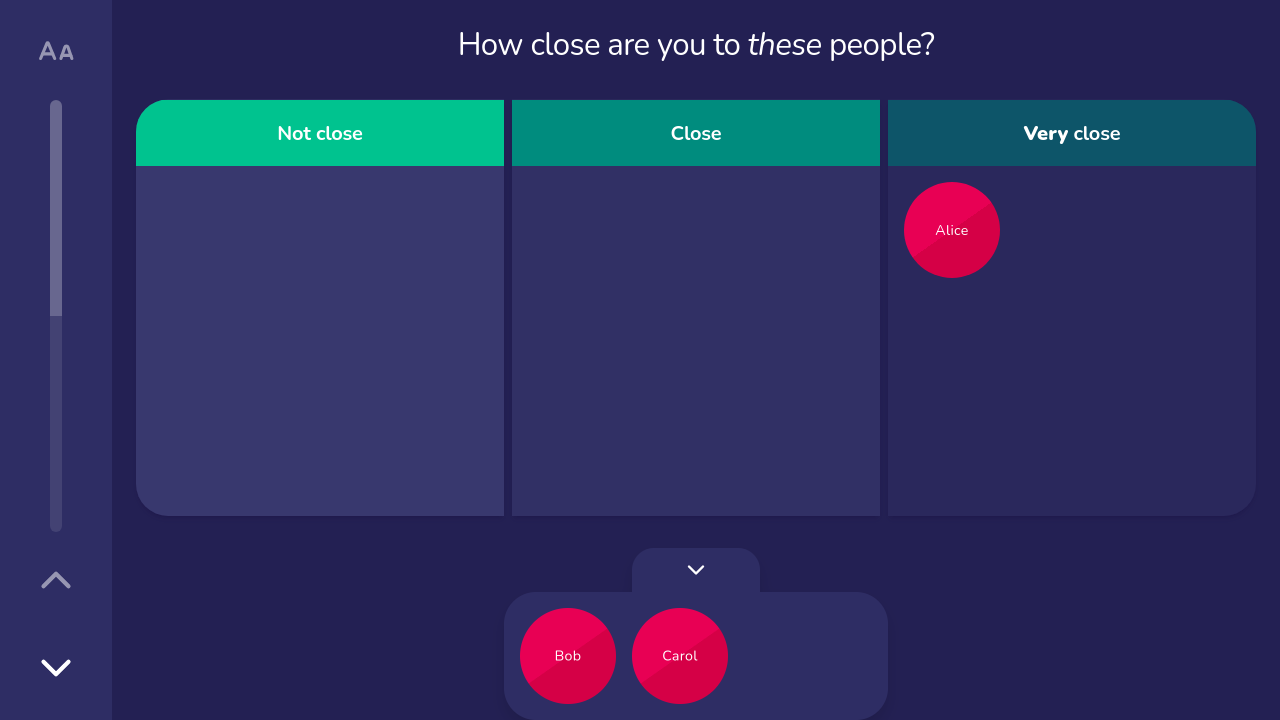 AA
How close are you to these people?
Not close
Close
Very close
Alice
Bob
Carol